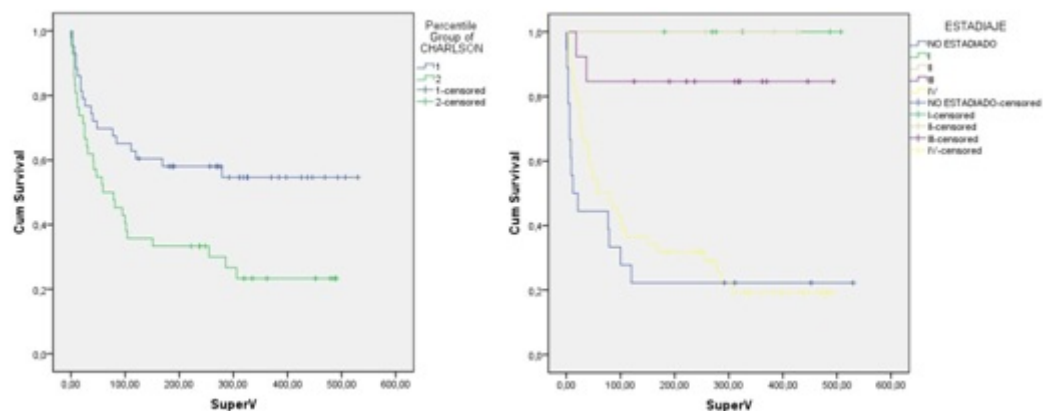 Percentile
Group of
CHARLSON
1
2
1-censored
2-censored
Cum Survival
1,0
0,8
0,6
0,4
0,2
0,0
0,00
100,00
200,00
300,00
400,00
500,00
600,00
SuperV
ESTADIAJE
NO ESTADIADO
I
II
III
IV
NO ESTADIADO-censored
I-censored
II-censored
III-censored
IV-censored
Cum Survival
1,0
0,8
0,6
0,4
0,2
0,0
0,00
100,00
200,00
300,00
400,00
500,00
600,00
SuperV